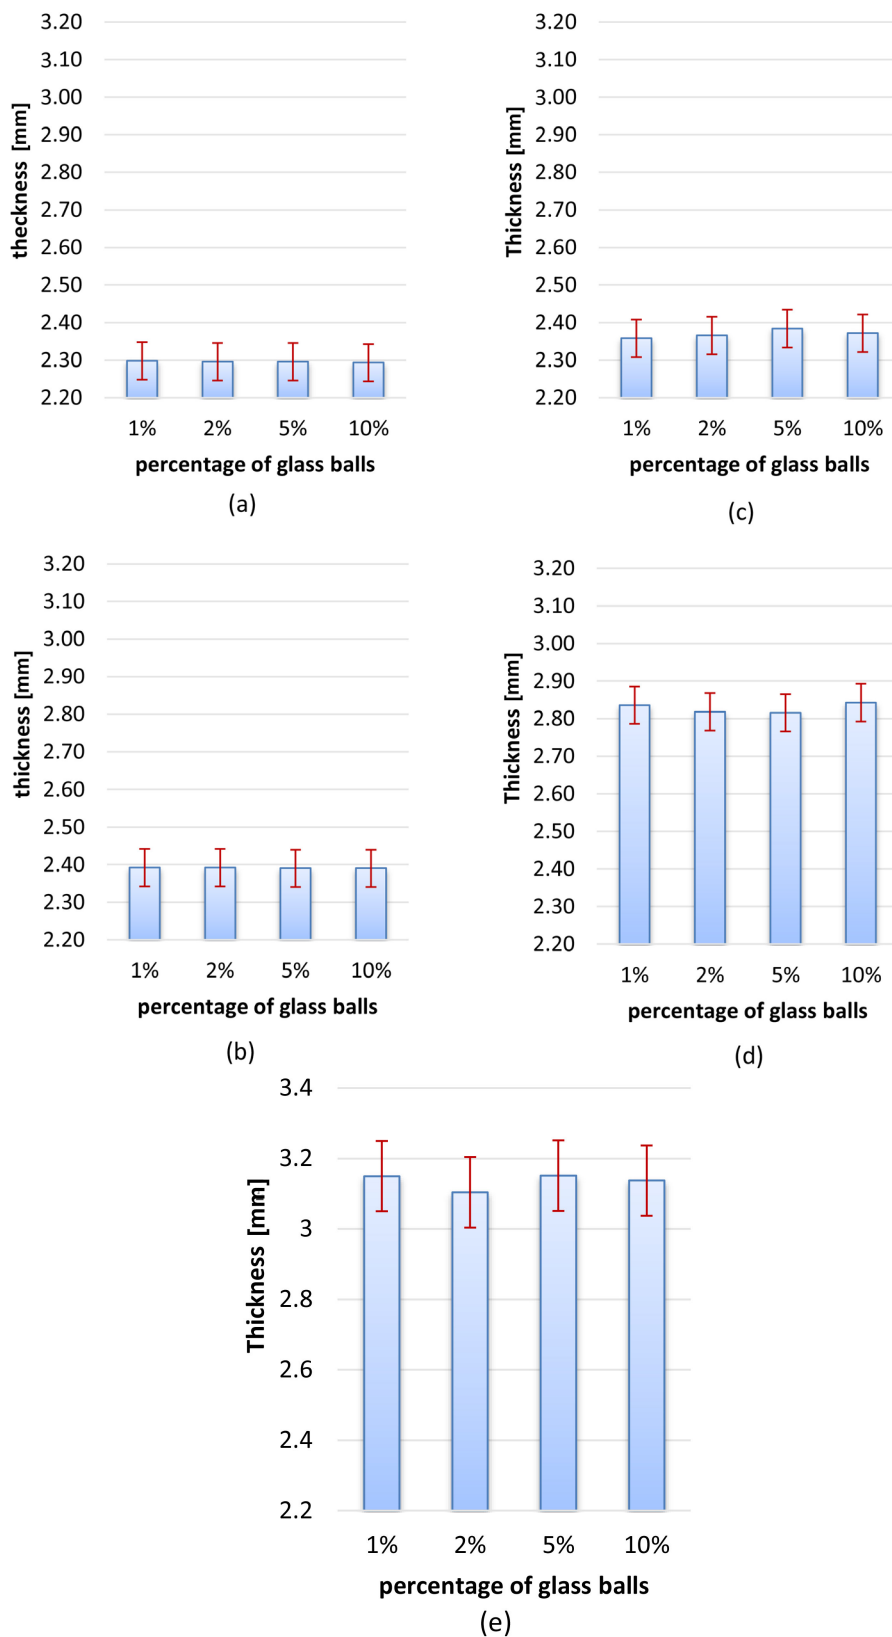 3.20
3.10
3.00
2.90
2.80
2.70
2.60
2.50
2.40
2.30
2.20
theckness [mm]
1% 2% 5% 10%
percentage of glass balls
(a)
3.20
3.10
3.00
2.90
2.80
2.70
2.60
2.50
2.40
2.30
2.20
Thickness [mm]
1% 2% 5% 10%
percentage of glass balls
(c)
3.20
3.10
3.00
2.90
2.80
2.70
2.60
2.50
2.40
2.30
2.20
thickness [mm]
1% 2% 5% 10%
percentage of glass balls
(b)
3.20
3.10
3.00
2.90
2.80
2.70
2.60
2.50
2.40
2.30
2.20
Thickness [mm]
1% 2% 5% 10%
percentage of glass balls
(d)
3.4
3.2
3
2.8
2.6
2.4
2.2
Thickness [mm]
1% 2% 5% 10%
percentage of glass balls
(e)